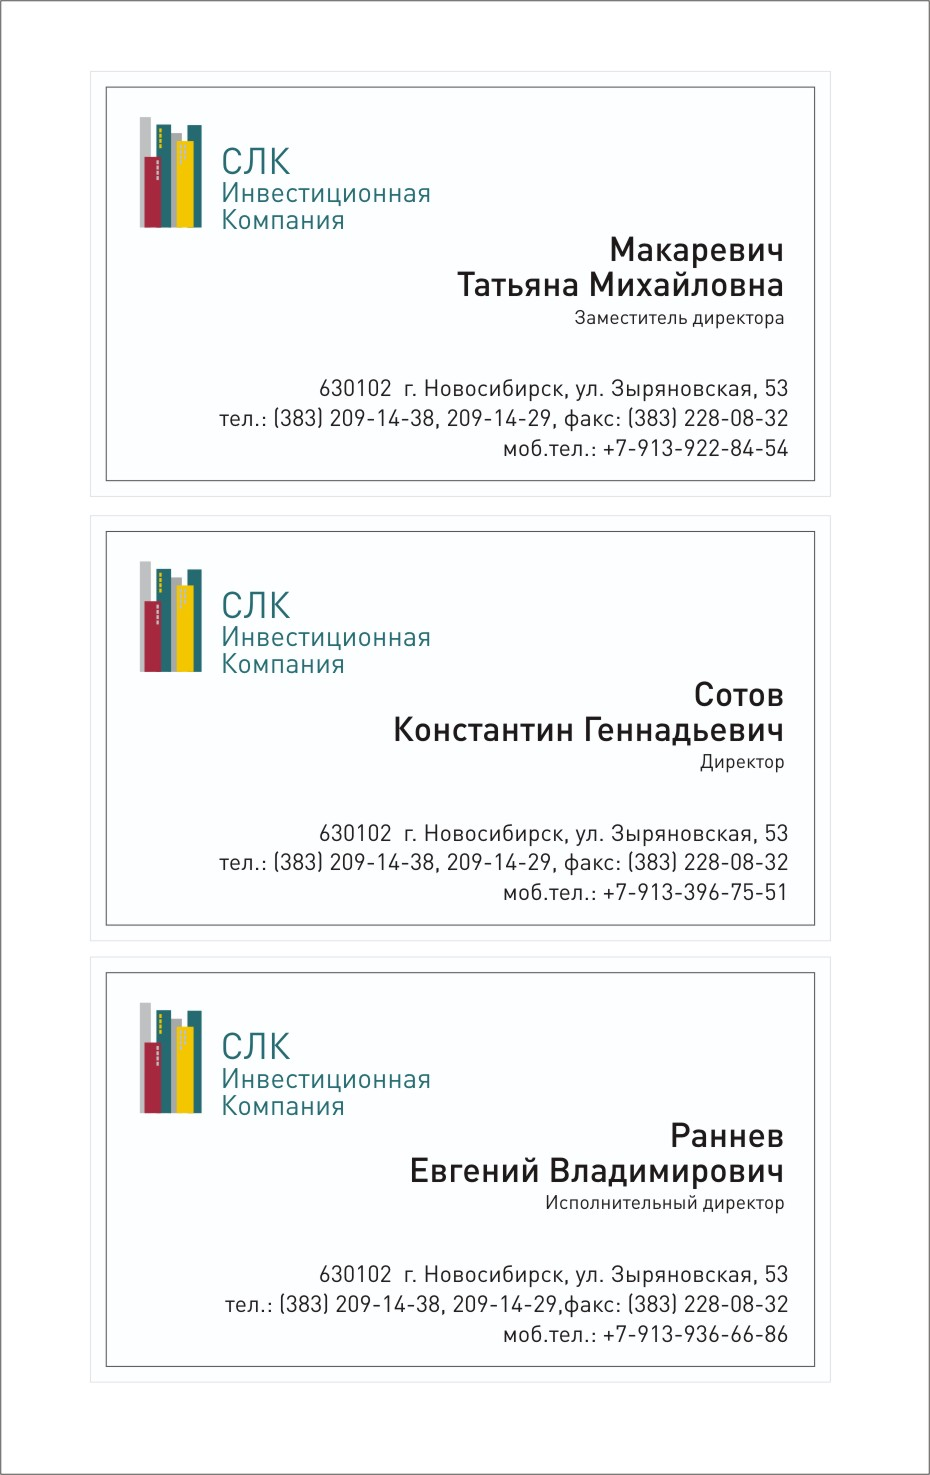 СЛК
Инвестиционная
Компания
Макаревич
Татьяна Михайловна
Заместитель директора
630102  г. Новосибирск, ул. Зыряновская, 53
тел.: (383) 209-14-38, 209-14-29, факс: (383) 228-08-32
моб.тел.: +7-913-922-84-54
СЛК
Инвестиционная
Компания
Сотов
Константин Геннадьевич
Директор
630102  г. Новосибирск, ул. Зыряновская, 53
тел.: (383) 209-14-38, 209-14-29, факс: (383) 228-08-32
моб.тел.: +7-913-396-75-51
СЛК
Инвестиционная
Компания
Раннев
Евгений Владимирович
Исполнительный директор
630102  г. Новосибирск, ул. Зыряновская, 53
тел.: (383) 209-14-38, 209-14-29,факс: (383) 228-08-32
моб.тел.: +7-913-936-66-86